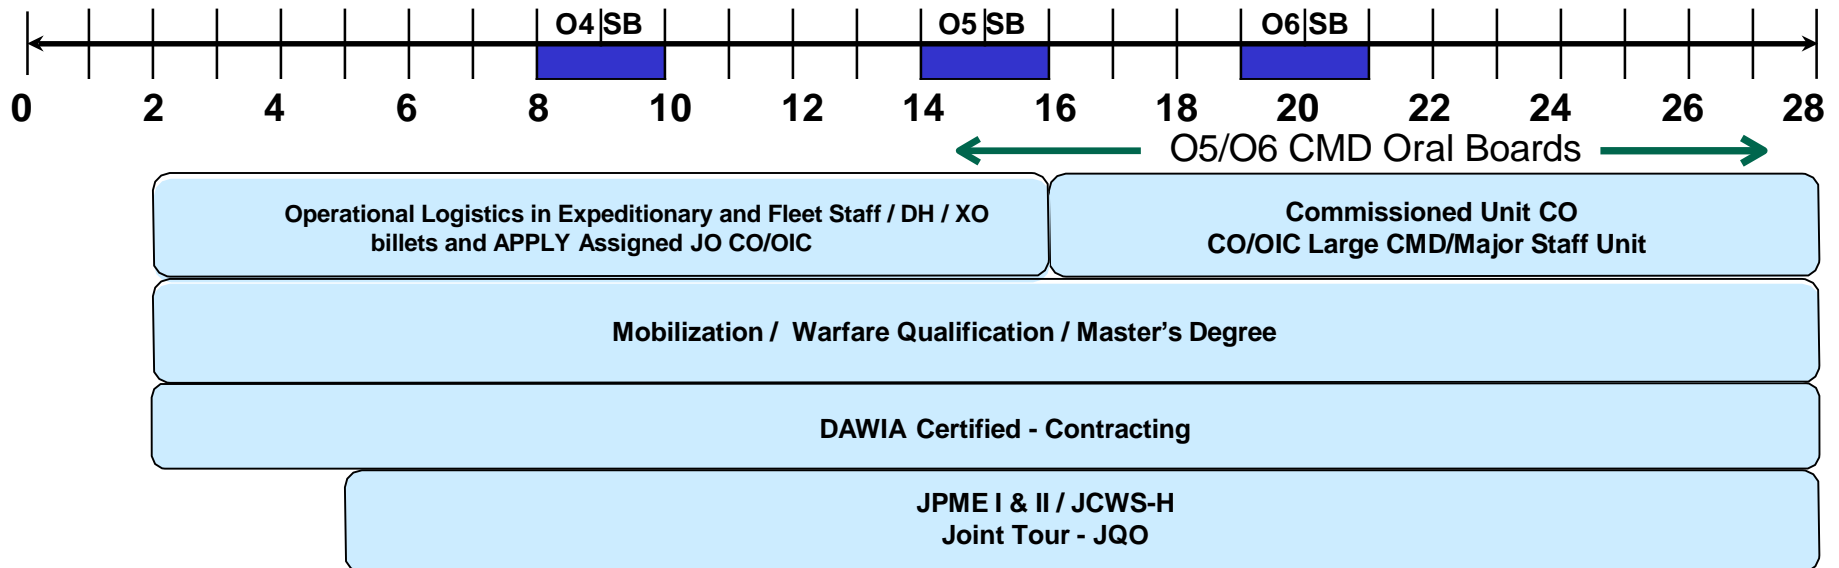 O4 SB O5 SB O6 SB
0 2 4 6 8 10 12 14 16 18 20 22 24 26 28
O5/O6 CMD Oral Boards
Operational Logistics in Expeditionary and Fleet Staff / DH / XO
billets and APPLY Assigned JO CO/OIC
Commissioned Unit CO
CO/OIC Large CMD/Major Staff Unit
Mobilization / Warfare Qualification / Master’s Degree
DAWIA Certified - Contracting
JPME I & II / JCWS-H
Joint Tour - JQO